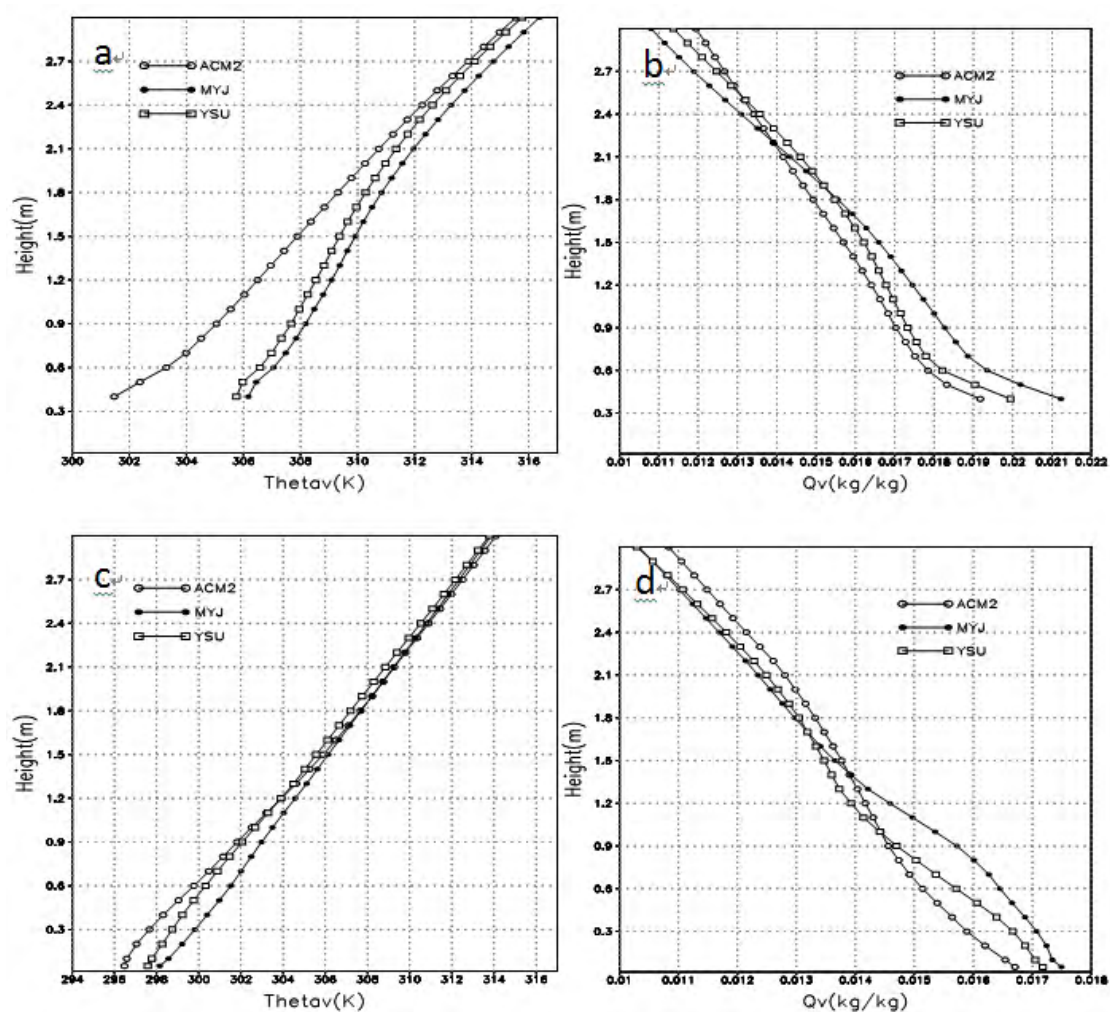 a
ACM2
MYJ
YSU
2.7
2.4
2.1
1.8
1.5
1.2
0.9
0.6
0.3
Height(m)
300 302 304 306 308 310 312 314 316
Thetav(K)
b
ACM2
MYJ
YSU
2.7
2.4
2.1
1.8
1.5
1.2
0.9
0.6
0.3
Height(m)
0.01 0.011 0.012 0.013 0.014 0.015 0.016 0.017 0.018 0.019 0.02 0.021 0.022
Qv(kg/kg)
c
ACM2
MYJ
YSU
2.7
2.4
2.1
1.8
1.5
1.2
0.9
0.6
0.3
Height(m)
294 296 298 300 302 304 306 308 310 312 314 316
Thetav(K)
d
ACM2
MYJ
YSU
2.7
2.4
2.1
1.8
1.5
1.2
0.9
0.6
0.3
Height(m)
0.01 0.011 0.012 0.013 0.014 0.015 0.016 0.017 0.018
Qv(kg/kg)